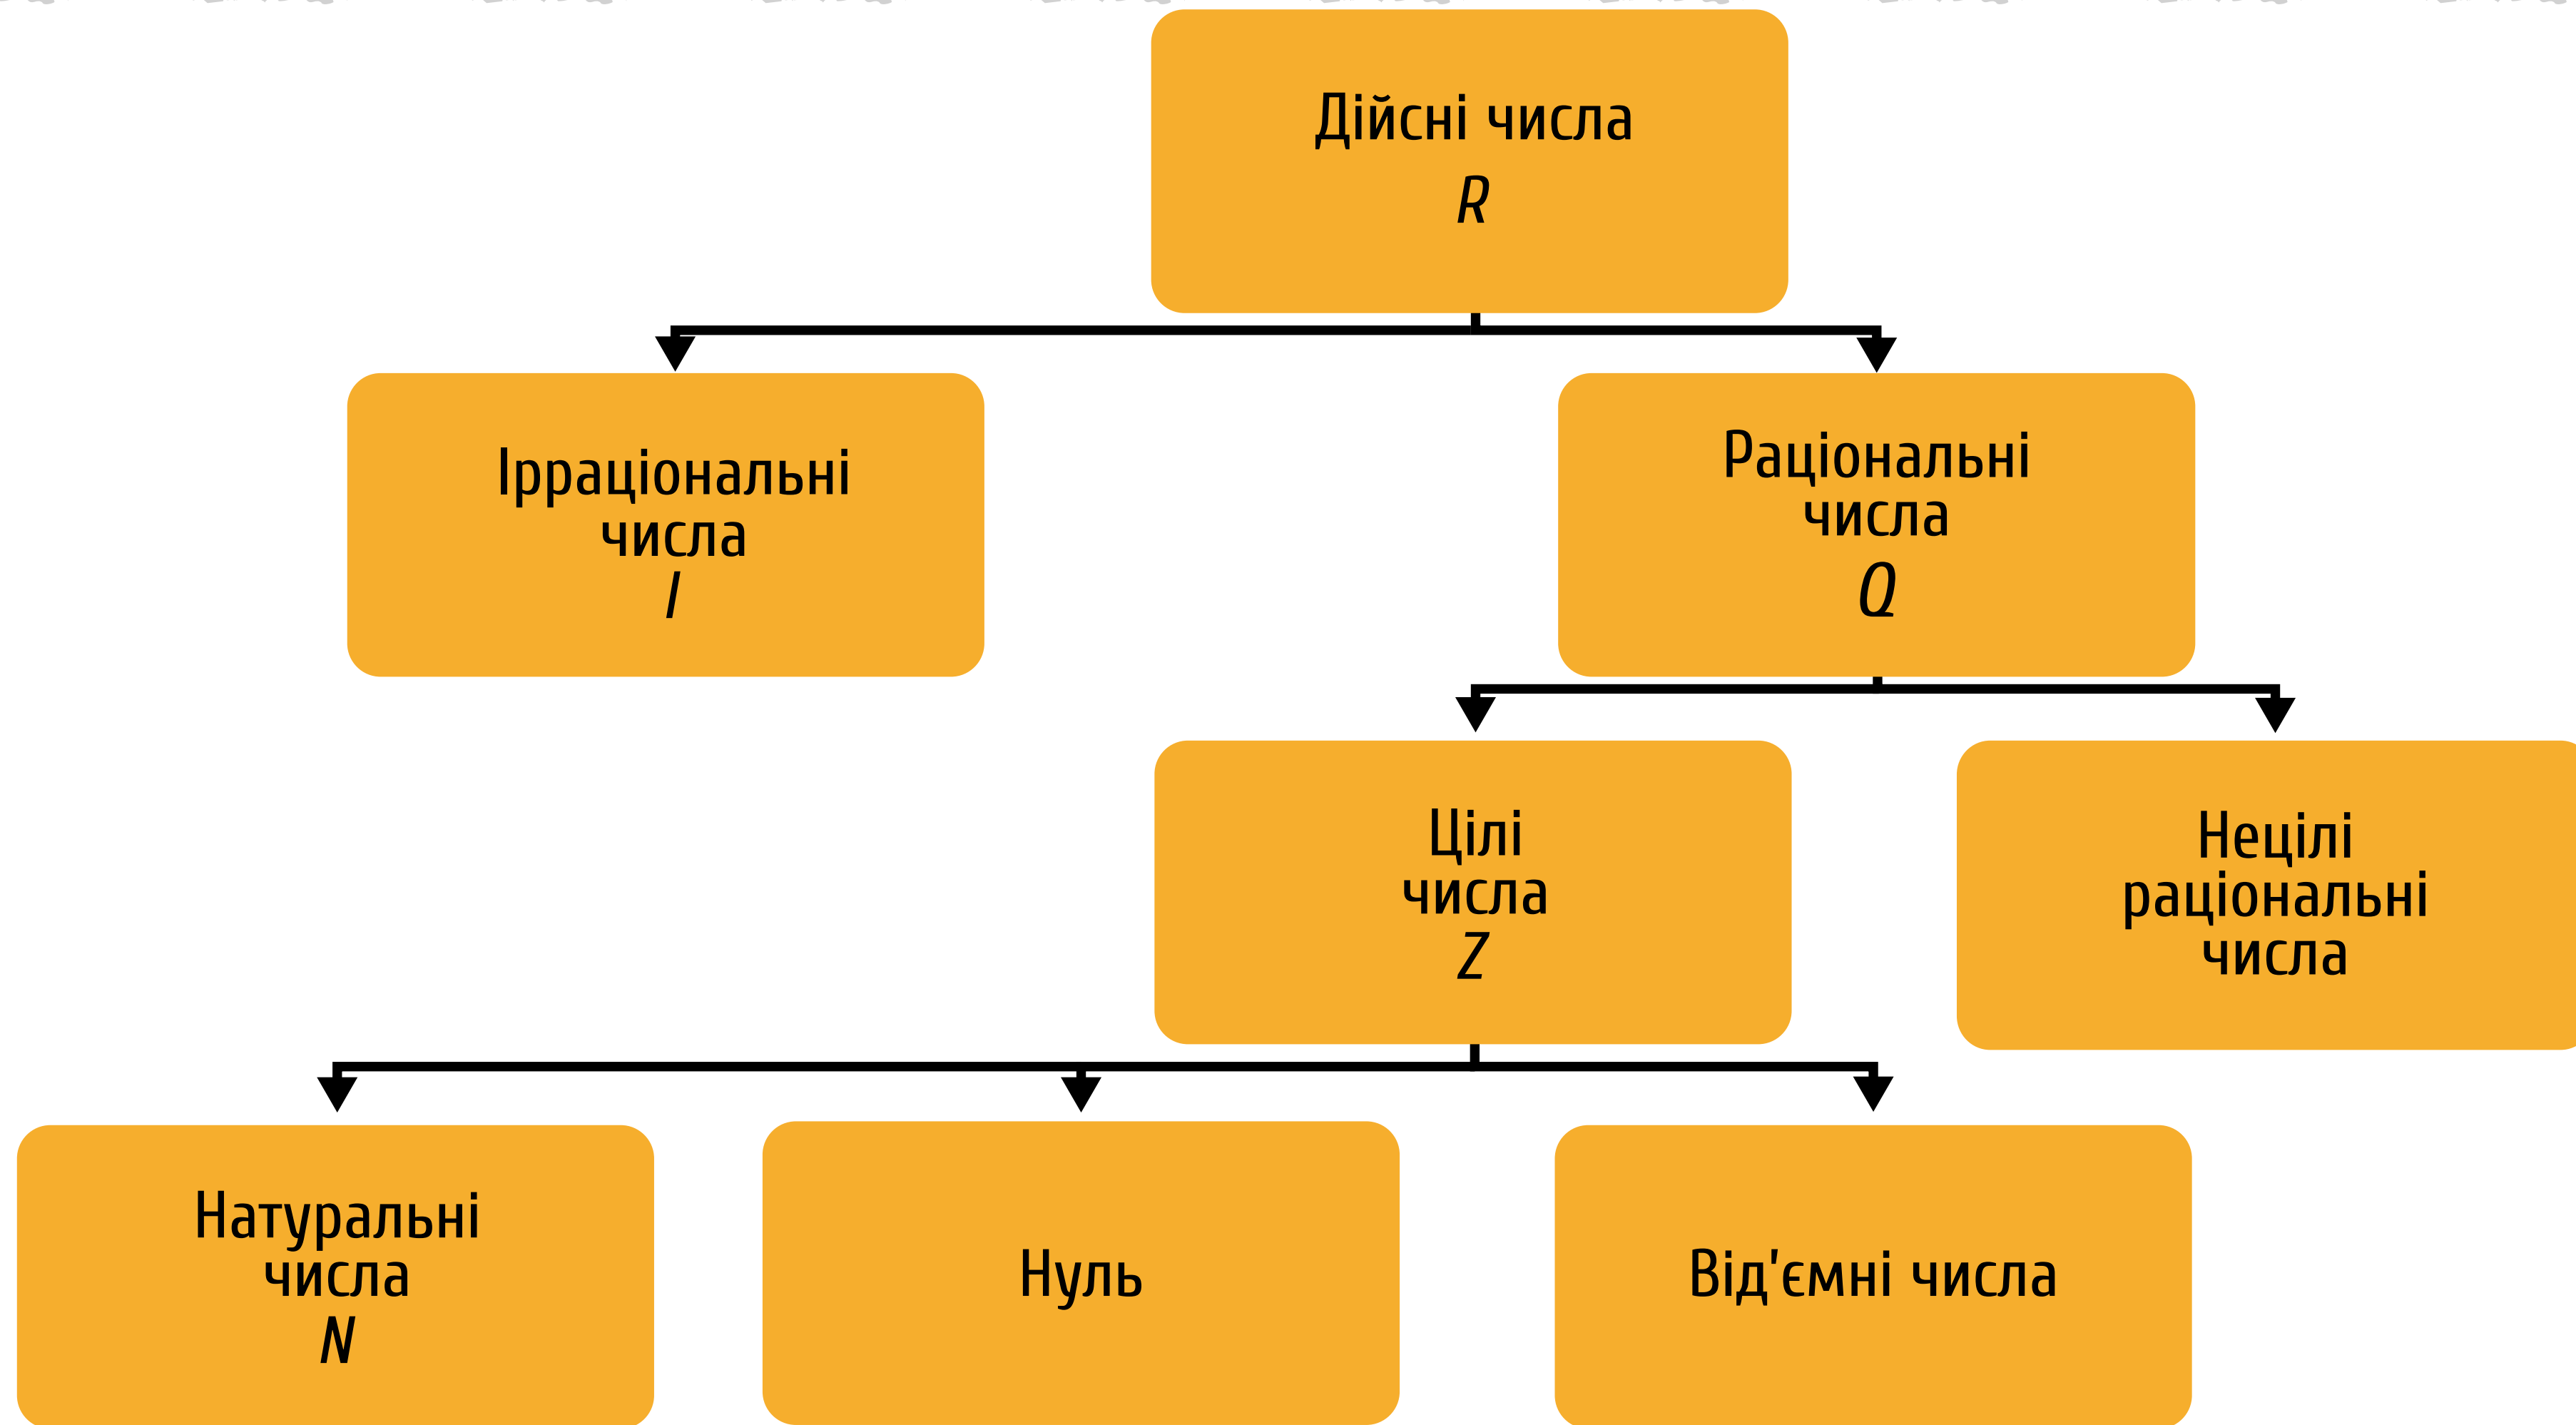 Дійсні числа
R
Ірраціональні
числа
I
Раціональні
числа
Q
Цілі
числа
Z
Нецілі
раціональні
числа
Натуральні
числа
N
Нуль
Від'ємні числа